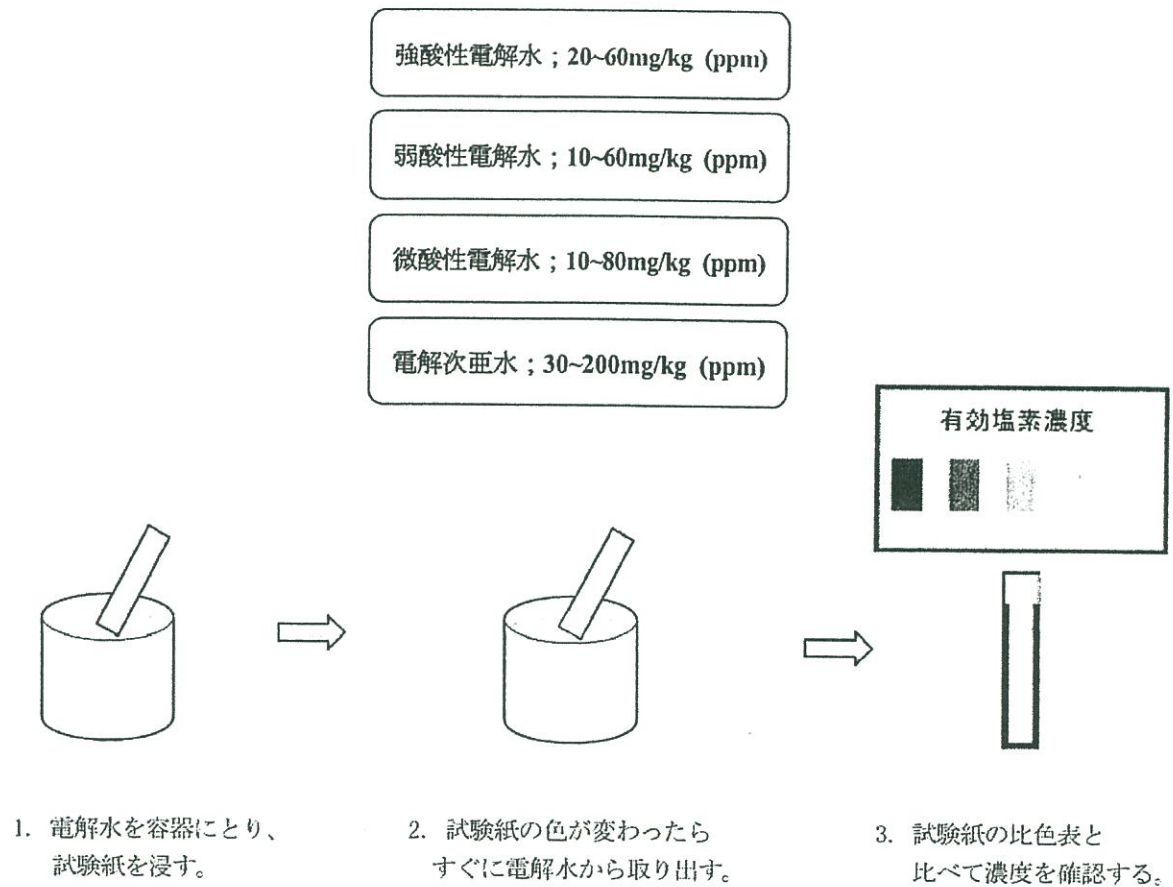 強酸性電解水；20~60mg/kg (ppm)
弱酸性電解水；10~60mg/kg (ppm)
微酸性電解水；10~80mg/kg (ppm)
電解次亜水；30~200mg/kg (ppm)
有効塩素濃度
1. 電解水を容器にとり、
試験紙を浸す。
2. 試験紙の色が変わったら
すぐに電解水から取り出す。
3. 試験紙の比色表と
比べて濃度を確認する。